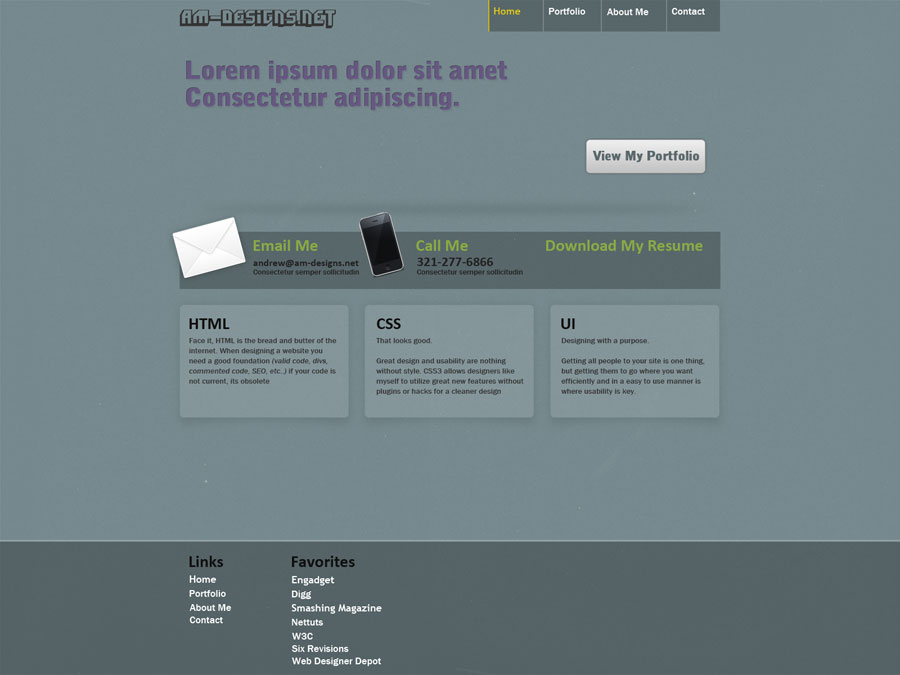 AM-DESIGNS.NET
Home
Portfolio
About Me
Contact
Lorem ipsum dolor sit amet
Consectetur adipiscing.
View My Portfolio
Email Me
andrew@am-designs.net
Consectetur semper sollicitudin
Call Me
321-277-6866
Consectetur semper sollicitudin
Download My Resume
HTML
Face it, HTML is the bread and butter of the
internet. When designing a website you
need a good foundation (valid code, divs,
commented code, SEO, etc..) if your code is
not current, its obsolete
CSS
That looks good.
Great design and usability are nothing
without style. CSS3 allows designers like
myself to utilize great new features without
plugins or hacks for a cleaner design
UI
Designing with a purpose.
Getting all people to your site is one thing,
but getting them to go where you want
efficiently and in a easy to use manner is
where usability is key.
Links
Home
Portfolio
About Me
Contact
Favorites
Engadget
Digg
Smashing Magazine
Nettuts
W3C
Six Revisions
Web Designer Depot